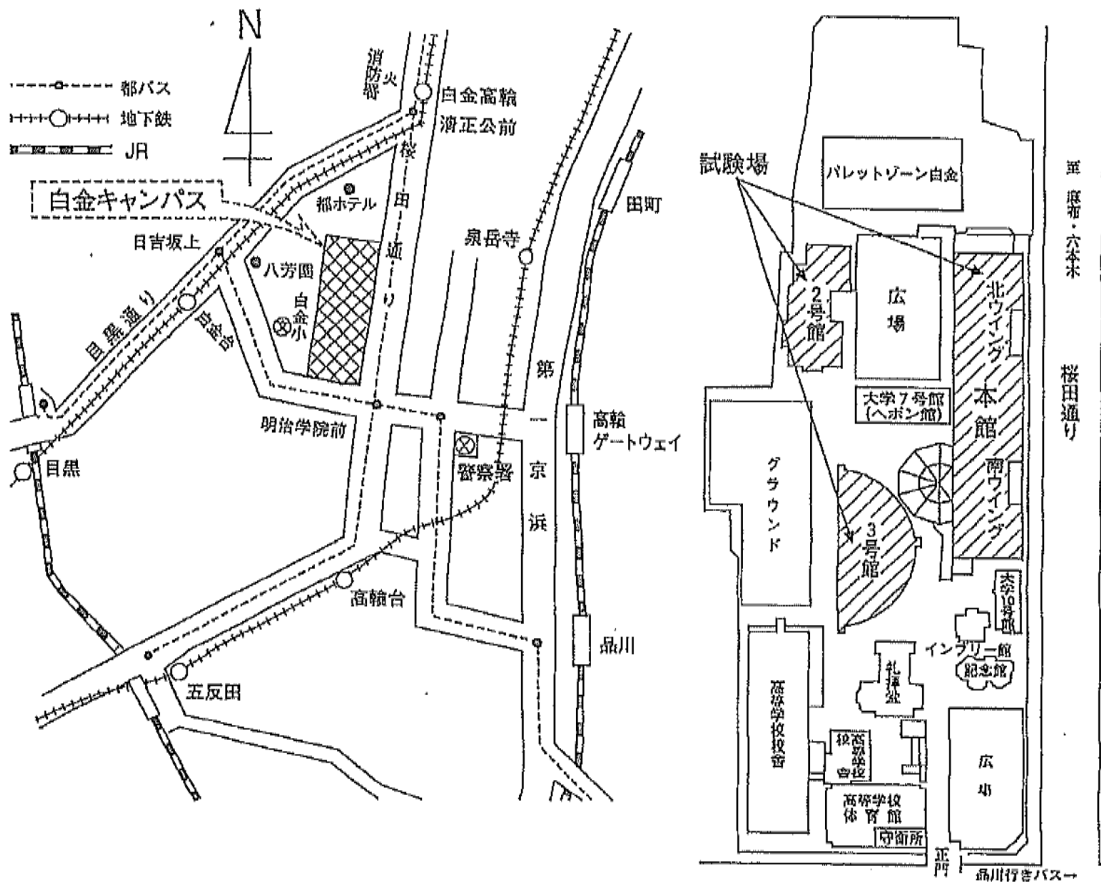 N
都バス
地下鉄
JR
白金キャンパス
消防署
火
白金高輪
清正公前
桜田通り
都ホテル
日吉坂上
八芳園
白金小
泉岳寺
田町
目黒通り
白金台
明治学院前
警察署
第一京浜
高輪
ゲートウェイ
目黒
高輪台
品川
五反田
試験場
パレットゾーン白金
至 麻布・六本木
2号館
広場
北ウイング
本館
南ウイング
桜田通り
大学7号館
(ヘボン館)
グラウンド
3号館
大学10号館
インブリー館
記念館
礼拝堂
高等学校校舎
高等学校
校舎
広場
高等学校
体育館
守衛所
正門
品川行きバス→